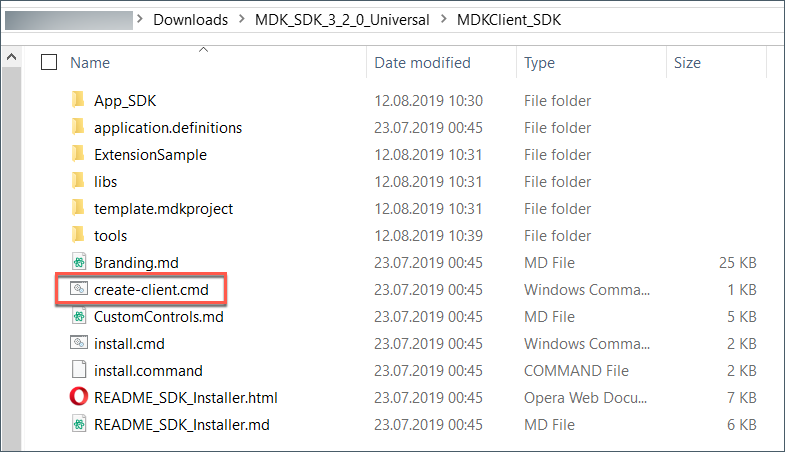 Downloads > MDK_SDK_3_2_0_Universal > MDKClient_SDK
Name Date modified Type Size
App_SDK 12.08.2019 10:30 File folder
application.definitions 23.07.2019 00:45 File folder
ExtensionSample 12.08.2019 10:31 File folder
libs 12.08.2019 10:31 File folder
template.mdkproject 12.08.2019 10:31 File folder
tools 12.08.2019 10:39 File folder
Branding.md 23.07.2019 00:45 MD File 25 KB
create-client.cmd 23.07.2019 00:45 Windows Comma... 1 KB
CustomControls.md 23.07.2019 00:45 MD File 5 KB
install.cmd 23.07.2019 00:45 Windows Comma... 2 KB
install.command 23.07.2019 00:45 COMMAND File 2 KB
README_SDK_Installer.html 23.07.2019 00:45 Opera Web Docu... 7 KB
README_SDK_Installer.md 23.07.2019 00:45 MD File 6 KB